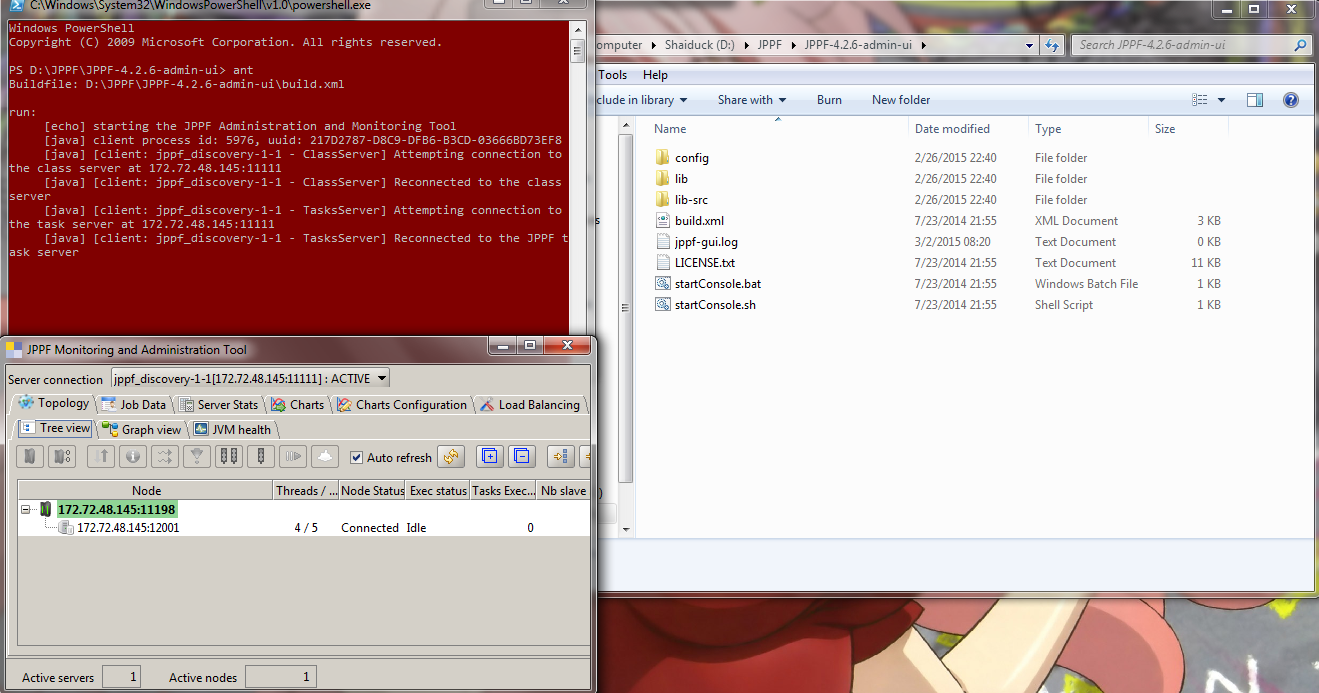 C:\Windows\System32\WindowsPowerShell\v1.0\powershell.exe
Windows PowerShell
Copyright (C) 2009 Microsoft Corporation. All rights reserved.
PS D:\JPPF\JPPF-4.2.6-admin-ui> ant
Buildfile: D:\JPPF\JPPF-4.2.6-admin-ui\build.xml
run:
[echo] starting the JPPF Administration and Monitoring Tool
[java] client process id: 5976, uuid: 217D2787-D8C9-DFB6-B3CD-03666BD73EF8
[java] [client: jppf_discovery-1-1 - ClassServer] Attempting connection to
the class server at 172.72.48.145:11111
[java] [client: jppf_discovery-1-1 - ClassServer] Reconnected to the class
server
[java] [client: jppf_discovery-1-1 - TasksServer] Attempting connection to
the task server at 172.72.48.145:11111
[java] [client: jppf_discovery-1-1 - TasksServer] Reconnected to the JPPF t
ask server
omputer Shaiduck (D:) JPPF JPPF-4.2.6-admin-ui Search JPPF-4.2.6-admin-ui
Tools Help
clude in library Share with Burn New folder
Name Date modified Type Size
config 2/26/2015 22:40 File folder
lib 2/26/2015 22:40 File folder
lib-src 2/26/2015 22:40 File folder
build.xml 7/23/2014 21:55 XML Document 3 KB
jppf-gui.log 3/2/2015 08:20 Text Document 0 KB
LICENSE.txt 7/23/2014 21:55 Text Document 11 KB
startConsole.bat 7/23/2014 21:55 Windows Batch File 1 KB
startConsole.sh 7/23/2014 21:55 Shell Script 1 KB
JPPF Monitoring and Administration Tool
Server connection jppf_discovery-1-1[172.72.48.145:11111] : ACTIVE
Topology Job Data Server Stats Charts Charts Configuration Load Balancing
Tree view Graph view JVM health
Auto refresh
Node Threads / ... Node Status Exec status Tasks Exec... Nb slave
172.72.48.145:11198
172.72.48.145:12001 4 / 5 Connected Idle 0
Active servers 1 Active nodes 1